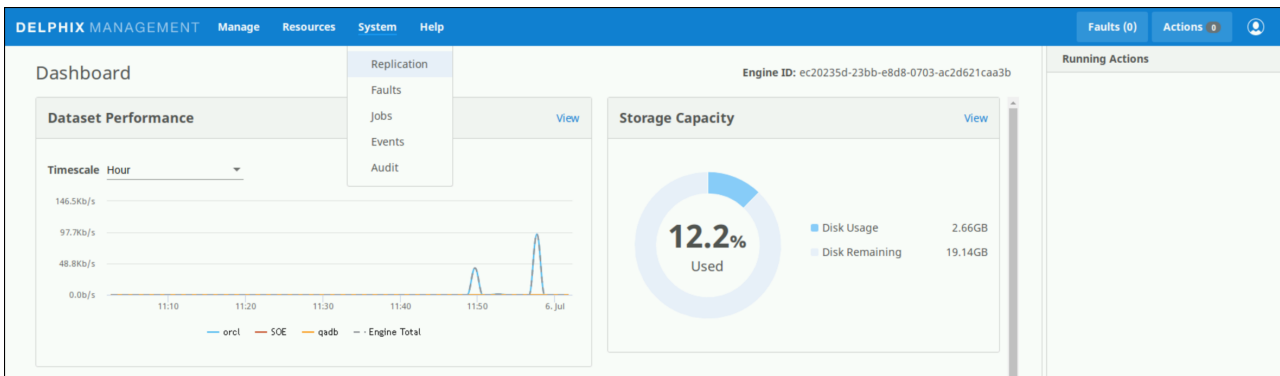 DELPHIX MANAGEMENT Manage Resources System Help Faults (0) Actions 0
Replication
Faults
Jobs
Events
Audit
Dashboard
Engine ID: ec20235d-23bb-e8d8-0703-ac2d621caa3b
Running Actions
Dataset Performance View
Timescale Hour
146.5Kb/s
97.7Kb/s
48.8Kb/s
0.0b/s
11:10 11:20 11:30 11:40 11:50 6. Jul
orcl SOE qadb Engine Total
Storage Capacity View
12.2%
Used
Disk Usage 2.66GB
Disk Remaining 19.14GB